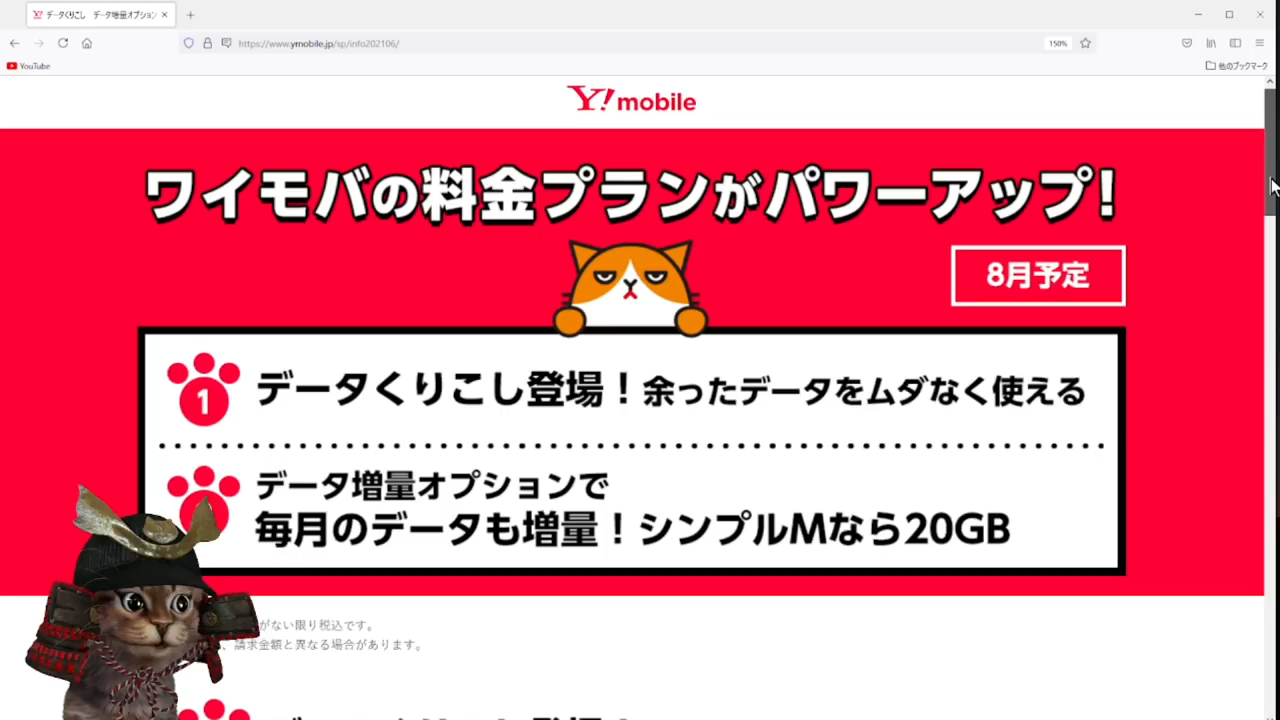 データくりこし データ増量オプション
https://www.ymobile.jp/sp/info202106/
150%
YouTube
他のブックマーク
Y!mobile
ワイモバの料金プランがパワーアップ!
8月予定
1 データくりこし登場！余ったデータをムダなく使える
データ増量オプションで
毎月のデータも増量！シンプルMなら20GB
がない限り税込です。
、請求金額と異なる場合があります。